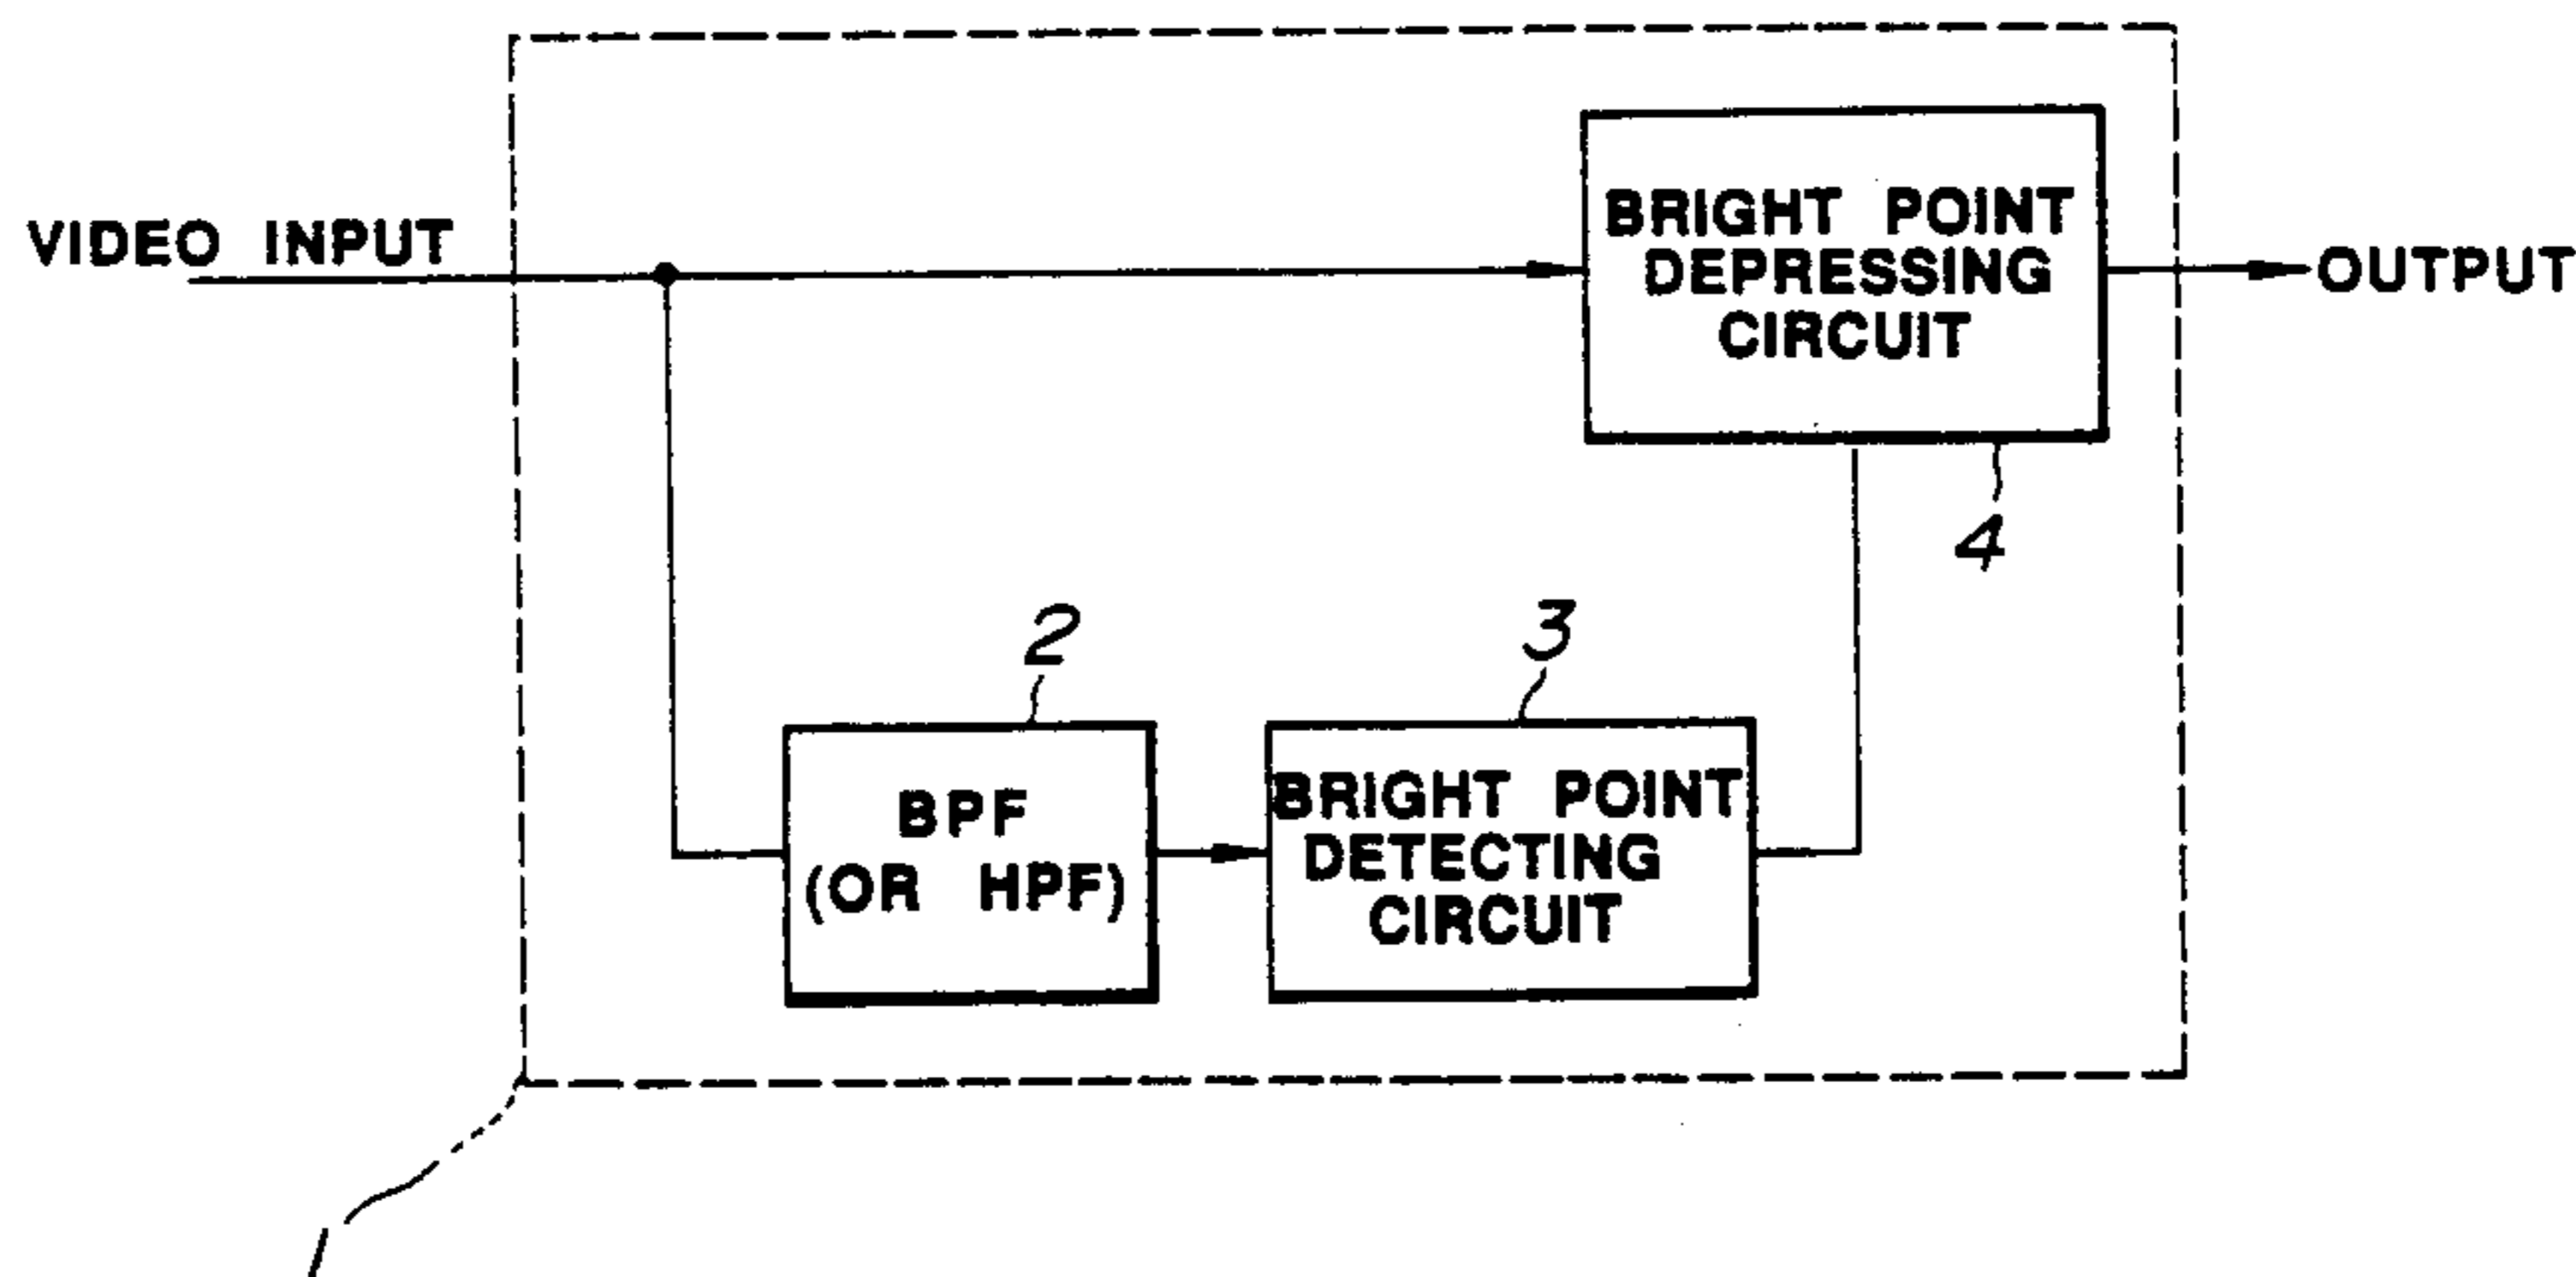 VIDEO INPUT
BRIGHT POINT
DEPRESSING
CIRCUIT
OUTPUT
4
2
3
BPF
(OR HPF)
BRIGHT POINT
DETECTING
CIRCUIT
1